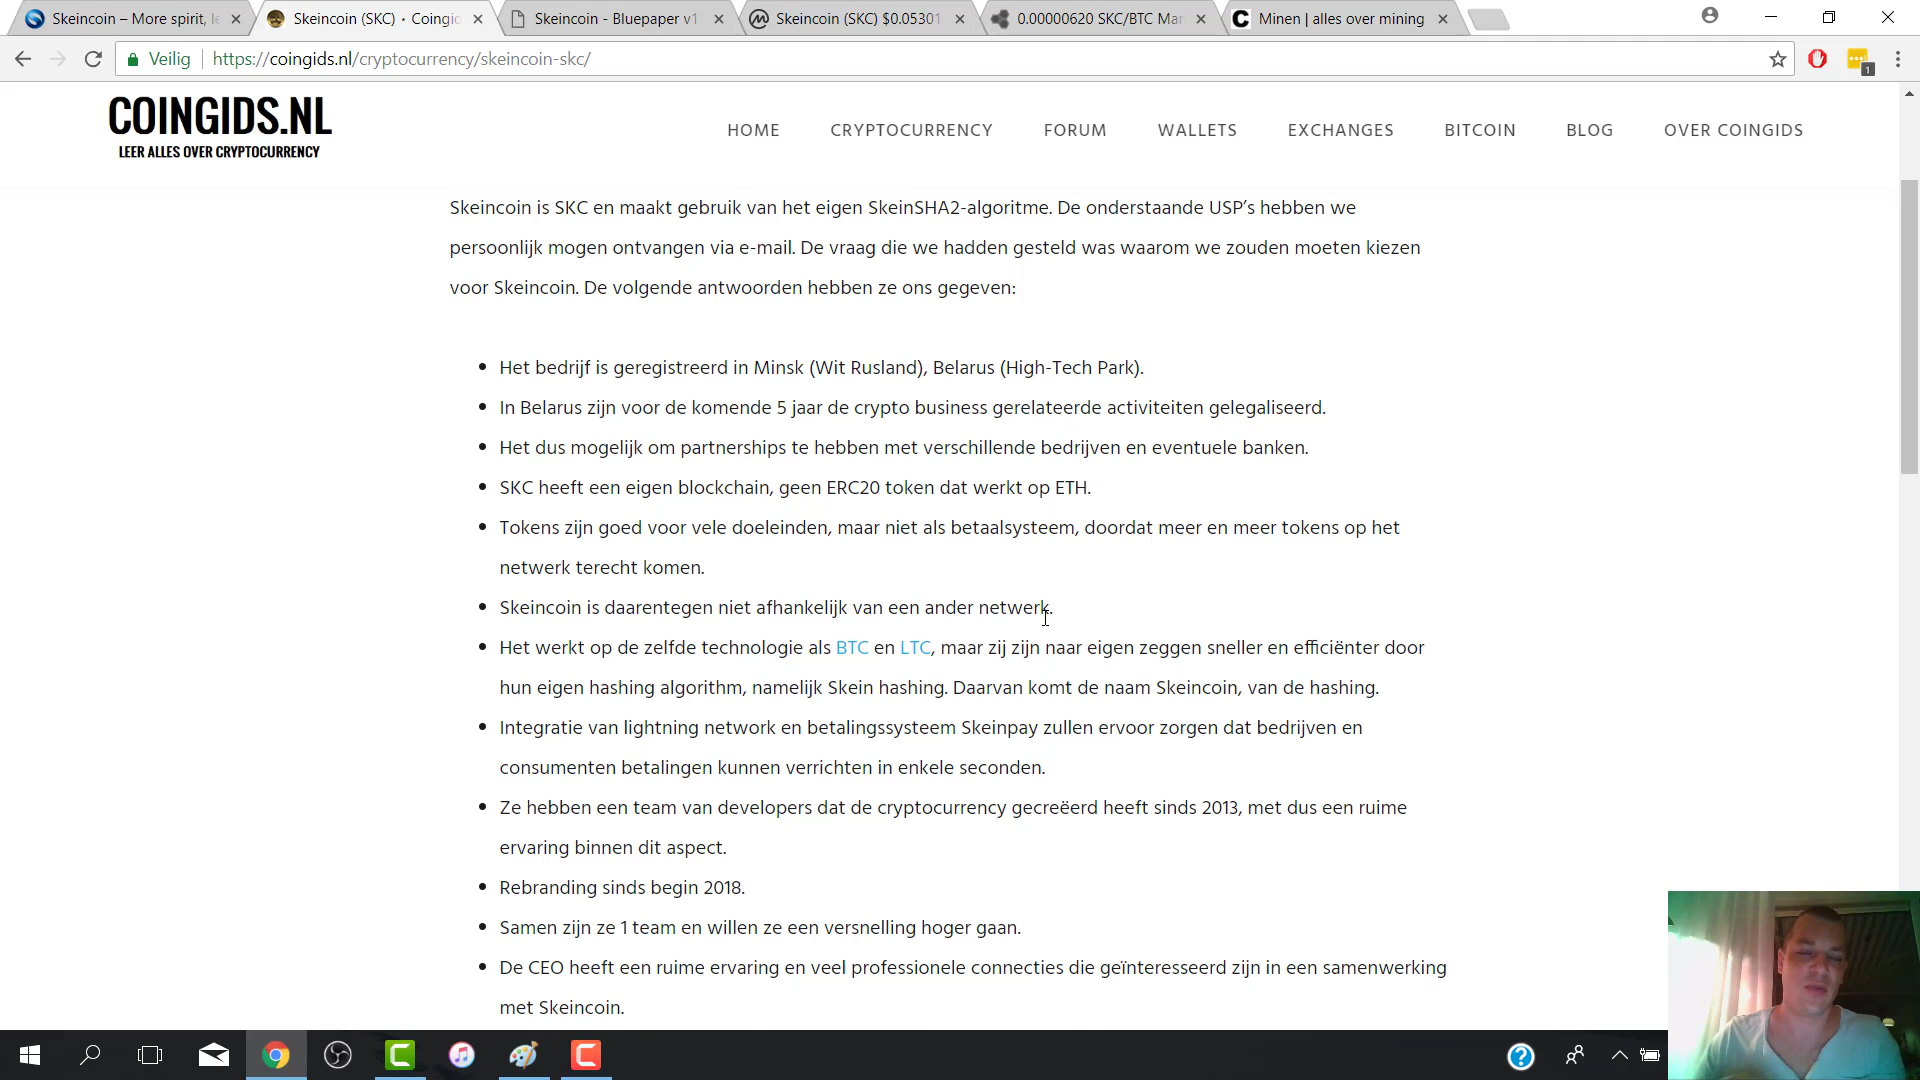 Skeincoin – More spirit, l
Skeincoin (SKC) • Coingi
Skeincoin - Bluepaper v1
Skeincoin (SKC) $0.05301
0.00000620 SKC/BTC Mar
Minen | alles over mining
Veilig
https://coingids.nl/cryptocurrency/skeincoin-skc/
1
COINGIDS.NL
LEER ALLES OVER CRYPTOCURRENCY
HOME CRYPTOCURRENCY FORUM WALLETS EXCHANGES BITCOIN BLOG OVER COINGIDS
Skeincoin is SKC en maakt gebruik van het eigen SkeinSHA2-algoritme. De onderstaande USP’s hebben we
persoonlijk mogen ontvangen via e-mail. De vraag die we hadden gesteld was waarom we zouden moeten kiezen
voor Skeincoin. De volgende antwoorden hebben ze ons gegeven:
• Het bedrijf is geregistreerd in Minsk (Wit Rusland), Belarus (High-Tech Park).
• In Belarus zijn voor de komende 5 jaar de crypto business gerelateerde activiteiten gelegaliseerd.
• Het dus mogelijk om partnerships te hebben met verschillende bedrijven en eventuele banken.
• SKC heeft een eigen blockchain, geen ERC20 token dat werkt op ETH.
• Tokens zijn goed voor vele doeleinden, maar niet als betaalsysteem, doordat meer en meer tokens op het
netwerk terecht komen.
• Skeincoin is daarentegen niet afhankelijk van een ander netwerk.
• Het werkt op de zelfde technologie als BTC en LTC, maar zij zijn naar eigen zeggen sneller en efficiënter door
hun eigen hashing algorithm, namelijk Skein hashing. Daarvan komt de naam Skeincoin, van de hashing.
• Integratie van lightning network en betalingssysteem Skeinpay zullen ervoor zorgen dat bedrijven en
consumenten betalingen kunnen verrichten in enkele seconden.
• Ze hebben een team van developers dat de cryptocurrency gecreëerd heeft sinds 2013, met dus een ruime
ervaring binnen dit aspect.
• Rebranding sinds begin 2018.
• Samen zijn ze 1 team en willen ze een versnelling hoger gaan.
• De CEO heeft een ruime ervaring en veel professionele connecties die geïnteresseerd zijn in een samenwerking
met Skeincoin.